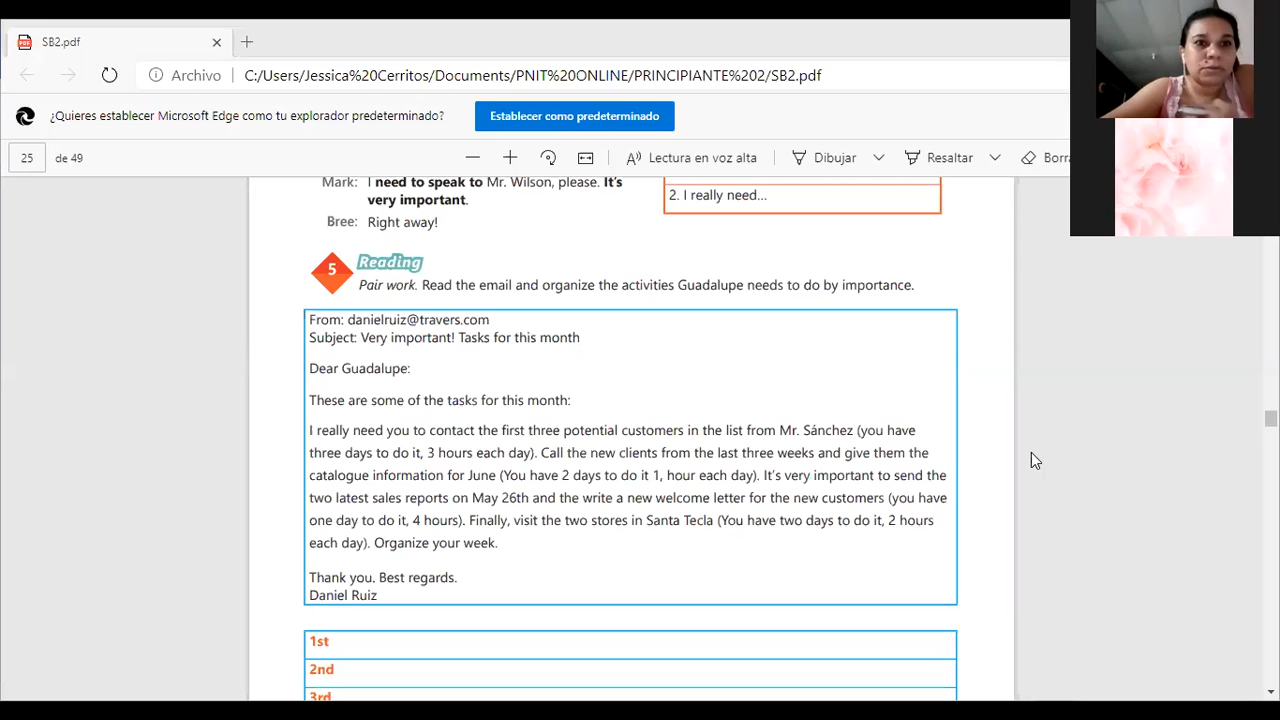 SB2.pdf
Archivo C:/Users/Jessica%20Cerritos/Documents/PNIT%20ONLINE/PRINCIPIANTE%202/SB2.pdf
¿Quieres establecer Microsoft Edge como tu explorador predeterminado? Establecer como predeterminado
25 de 49 Lectura en voz alta Dibujar Resaltar Borra
Mark: I need to speak to Mr. Wilson, please. It's
very important.
Bree: Right away!
2. I really need...
5 Reading
Pair work. Read the email and organize the activities Guadalupe needs to do by importance.
From: danielruiz@travers.com
Subject: Very important! Tasks for this month
Dear Guadalupe:
These are some of the tasks for this month:
I really need you to contact the first three potential customers in the list from Mr. Sánchez (you have
three days to do it, 3 hours each day). Call the new clients from the last three weeks and give them the
catalogue information for June (You have 2 days to do it 1, hour each day). It's very important to send the
two latest sales reports on May 26th and the write a new welcome letter for the new customers (you have
one day to do it, 4 hours). Finally, visit the two stores in Santa Tecla (You have two days to do it, 2 hours
each day). Organize your week.
Thank you. Best regards.
Daniel Ruiz
1st
2nd
3rd